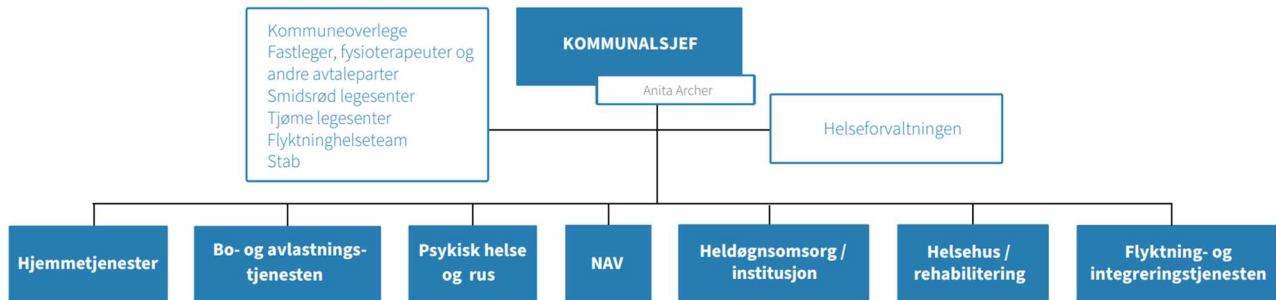 Kommuneoverlege
Fastleger, fysioterapeuter og
andre avtaleparter
Smidsrød legesenter
Tjøme legesenter
Flyktninghelseteam
Stab
KOMMUNALSJEF
Anita Archer
Helseforvaltningen
Hjemmetjenester
Bo- og avlastnings-
tjenesten
Psykisk helse
og rus
NAV
Heldøgnsomsorg /
institusjon
Helsehus /
rehabilitering
Flyktning- og
integreringstjenesten